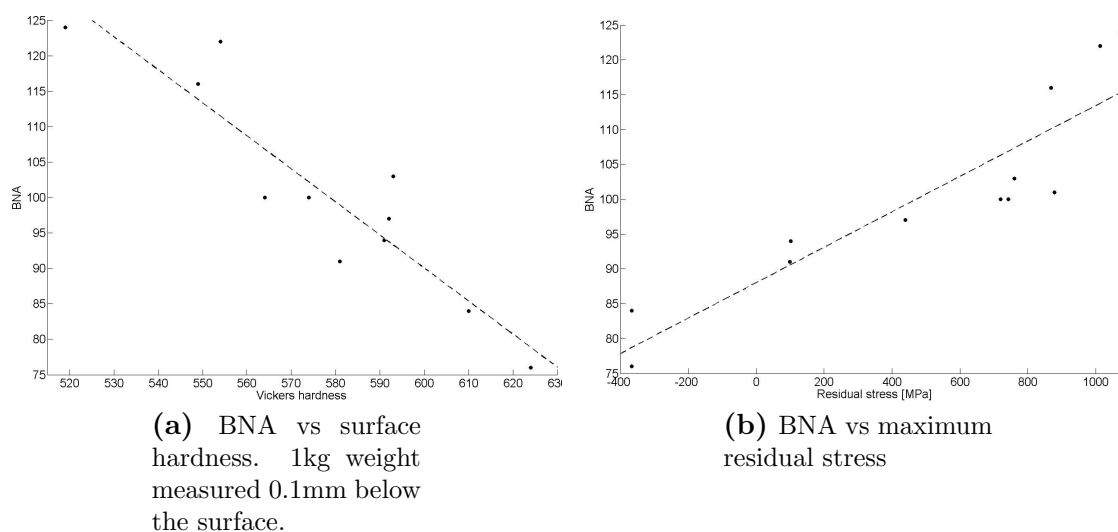 125
120
115
110
105
100
95
90
85
80
75
BNA
520 530 540 550 560 570 580 590 600 610 620 630
Vickers hardness
(a) BNA vs surface
hardness. 1kg weight
measured 0.1mm below
the surface.
125
120
115
110
105
100
95
90
85
80
75
BNA
-400 -200 0 200 400 600 800 1000
Residual stress [MPa]
(b) BNA vs maximum
residual stress